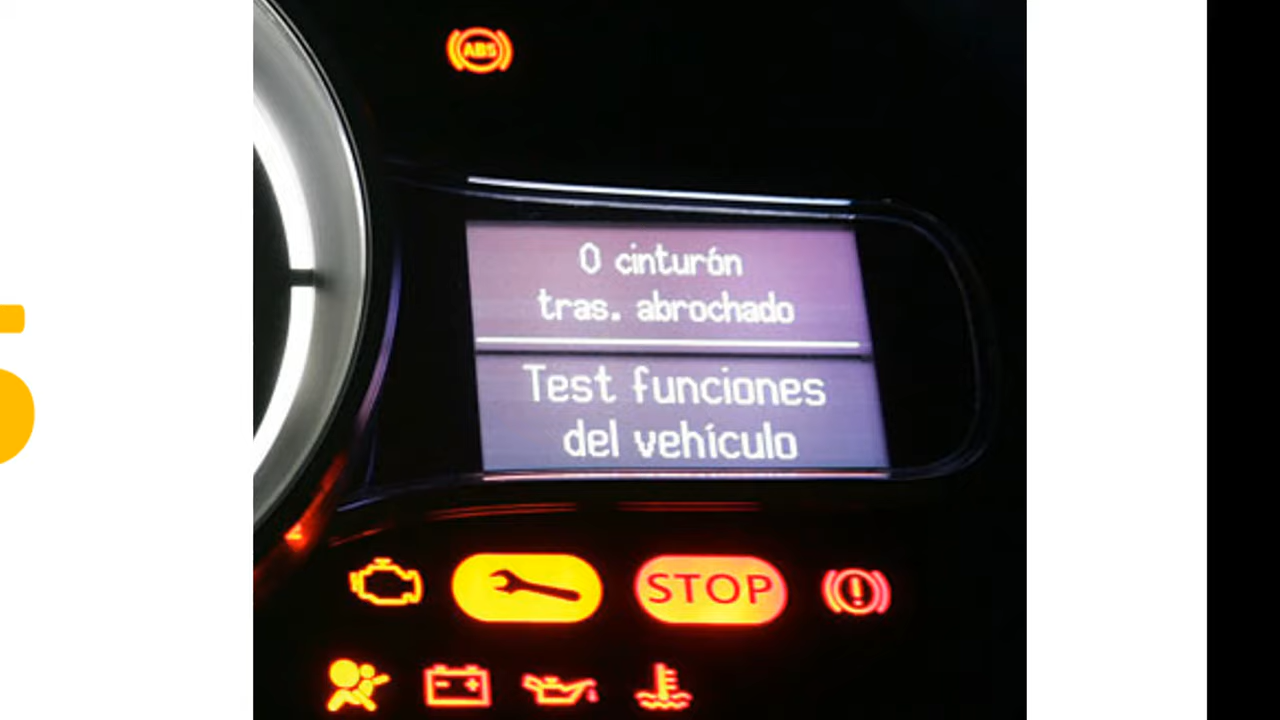 ABS
0 cinturón
tras. abrochado
Test funciones
del vehículo
STOP